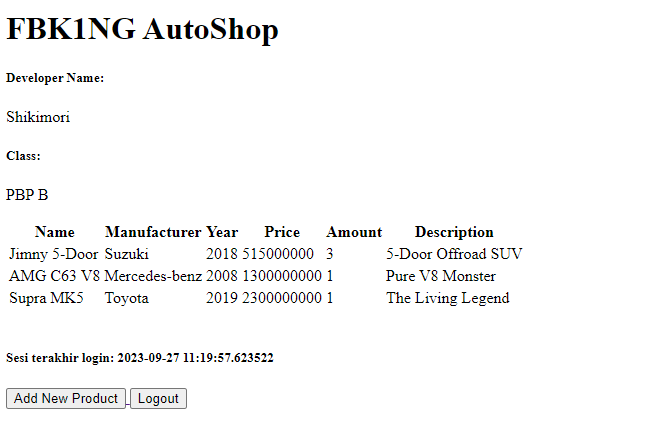 FBK1NG AutoShop
Developer Name:
Shikimori
Class:
PBP B
Name Manufacturer Year Price Amount Description
Jimny 5-Door Suzuki 2018 515000000 3 5-Door Offroad SUV
AMG C63 V8 Mercedes-benz 2008 1300000000 1 Pure V8 Monster
Supra MK5 Toyota 2019 2300000000 1 The Living Legend
Sesi terakhir login: 2023-09-27 11:19:57.623522
Add New Product Logout